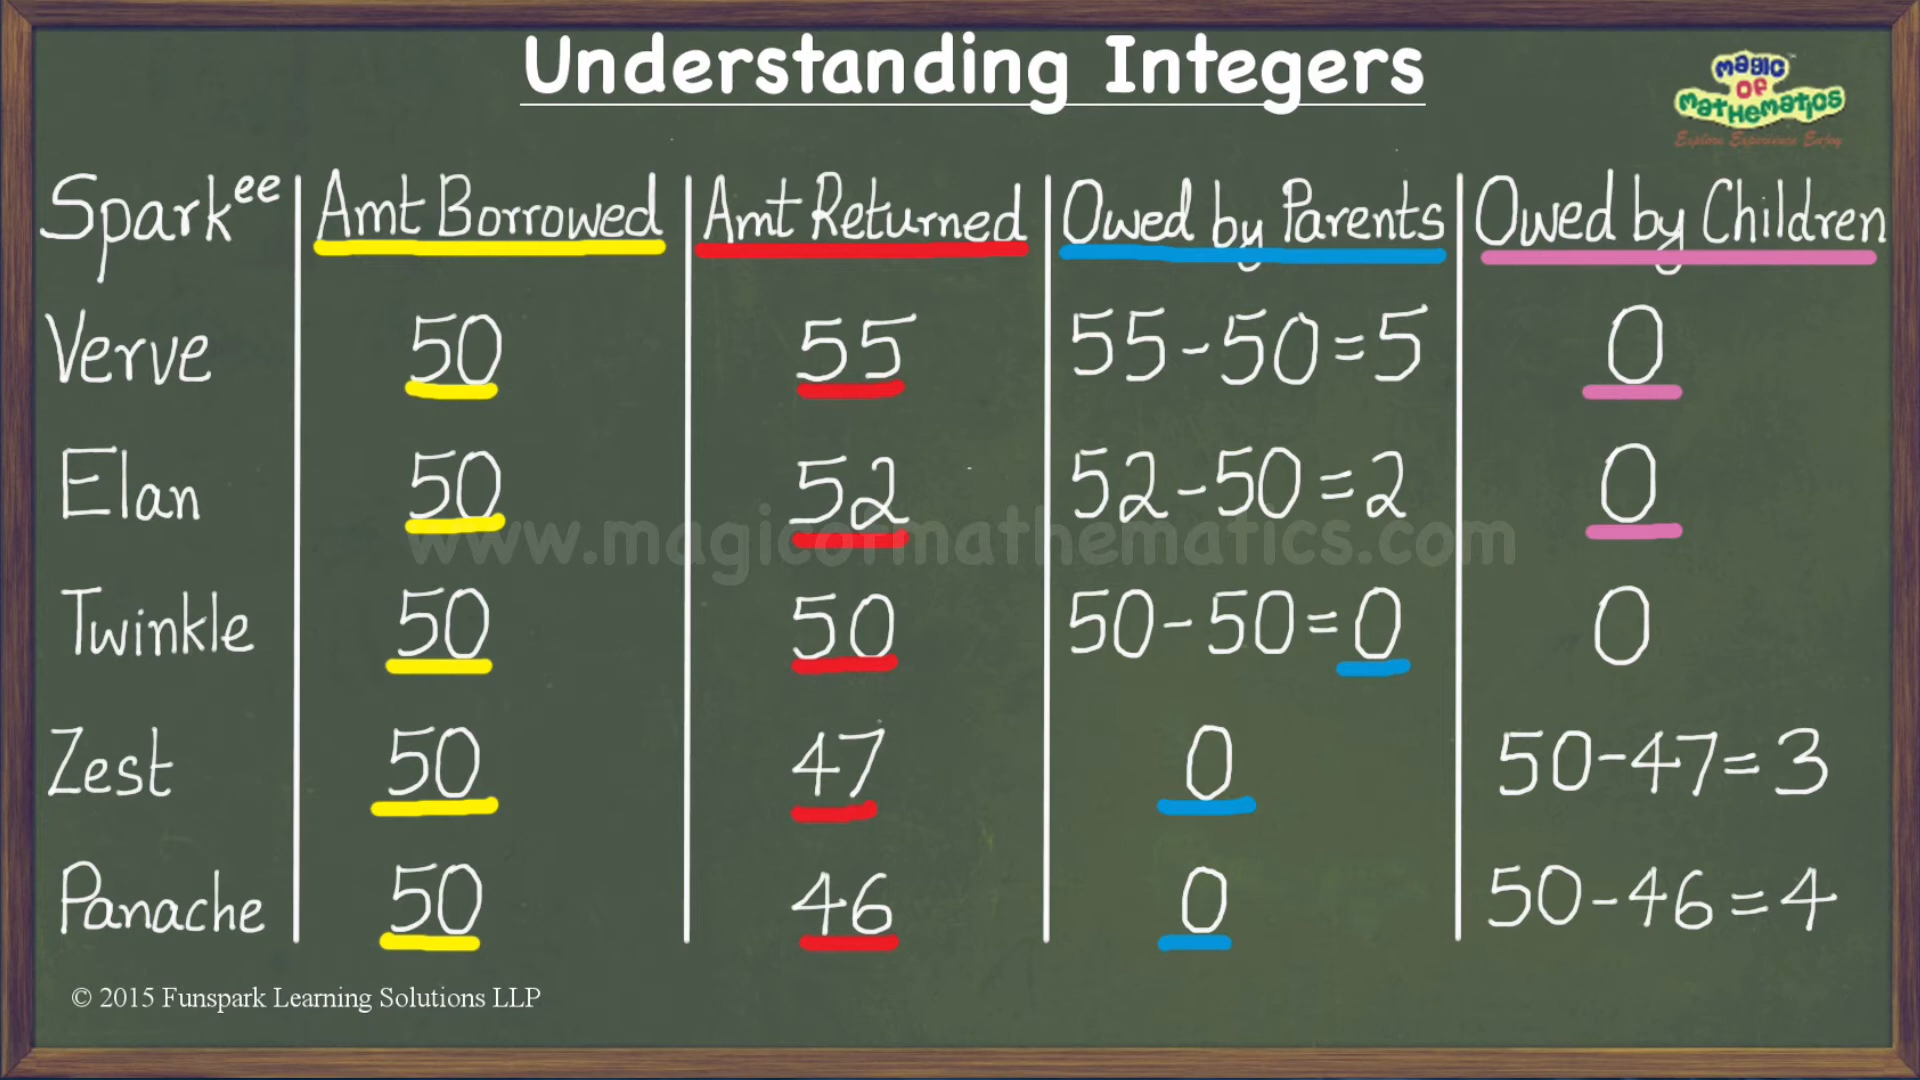 Understanding Integers
MAGIC
OF
MATHEMATICS
Explore Experience Enjoy
Sparkee Amt Borrowed Amt Returned Owed by Parents Owed by Children
Verve 50 55 55-50=5 0
Elan 50 52 52-50=2 0
www.magicofmathematics.com
Twinkle 50 50 50-50=0 0
Zest 50 47 0 50-47=3
Panache 50 46 0 50-46=4
© 2015 Funspark Learning Solutions LLP